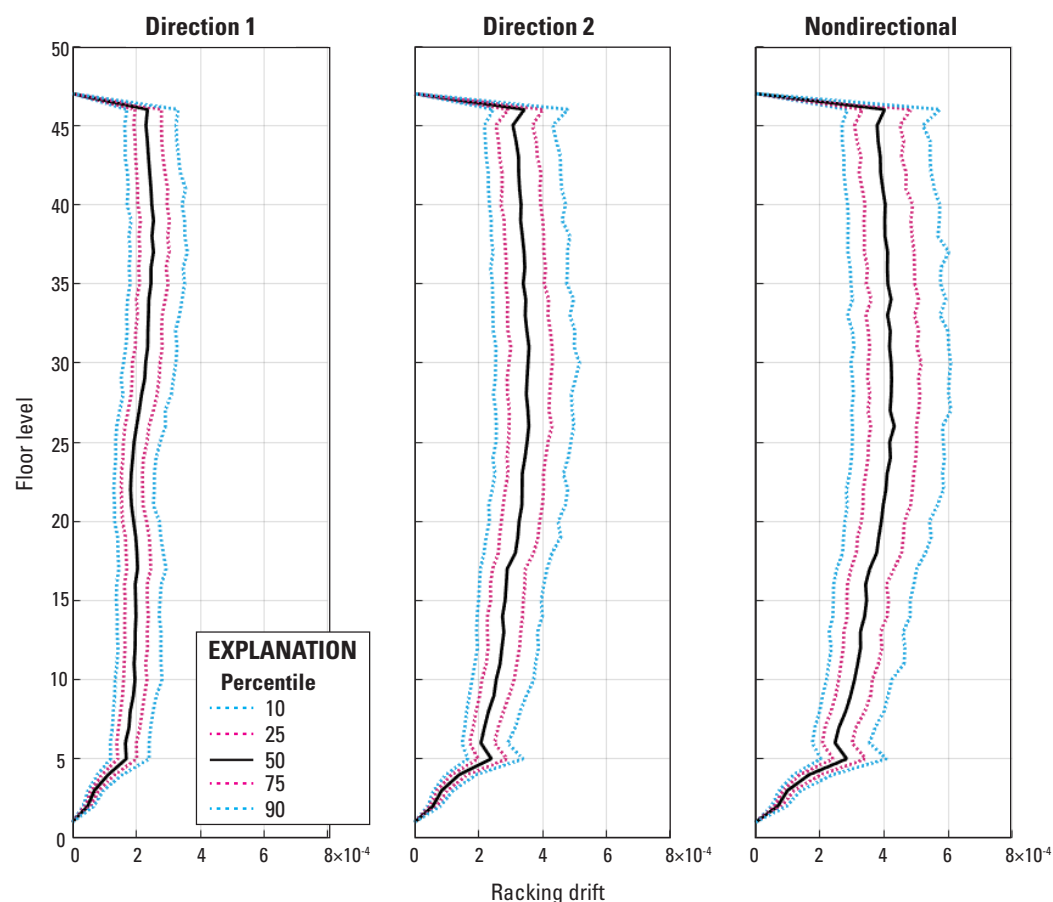 Direction 1
Direction 2
Nondirectional
50
45
40
35
30
25
20
15
10
5
0
Floor level
EXPLANATION
Percentile
10
25
50
75
90
0 2 4 6 8×10-4
0 2 4 6 8×10-4
0 2 4 6 8×10-4
Racking drift